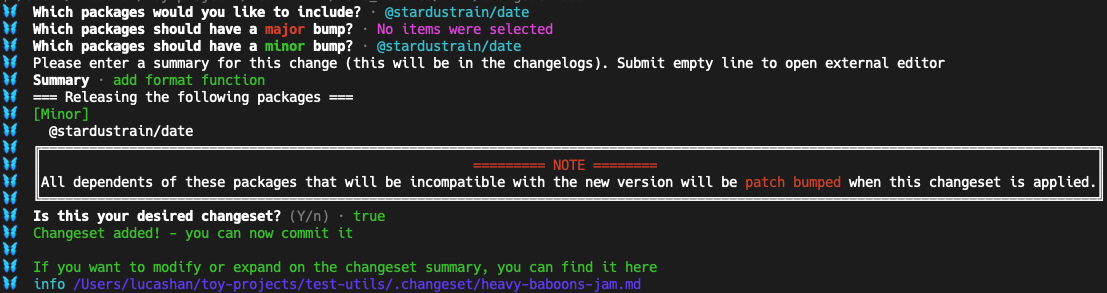 Which packages would you like to include? · @stardustrain/date
Which packages should have a major bump? · No items were selected
Which packages should have a minor bump? · @stardustrain/date
Please enter a summary for this change (this will be in the changelogs). Submit empty line to open external editor
Summary · add format function
=== Releasing the following packages ===
[Minor]
@stardustrain/date
========= NOTE ========
All dependents of these packages that will be incompatible with the new version will be patch bumped when this changeset is applied.
Is this your desired changeset? (Y/n) · true
Changeset added! - you can now commit it
If you want to modify or expand on the changeset summary, you can find it here
info /Users/lucashan/toy-projects/test-utils/.changeset/heavy-baboons-jam.md